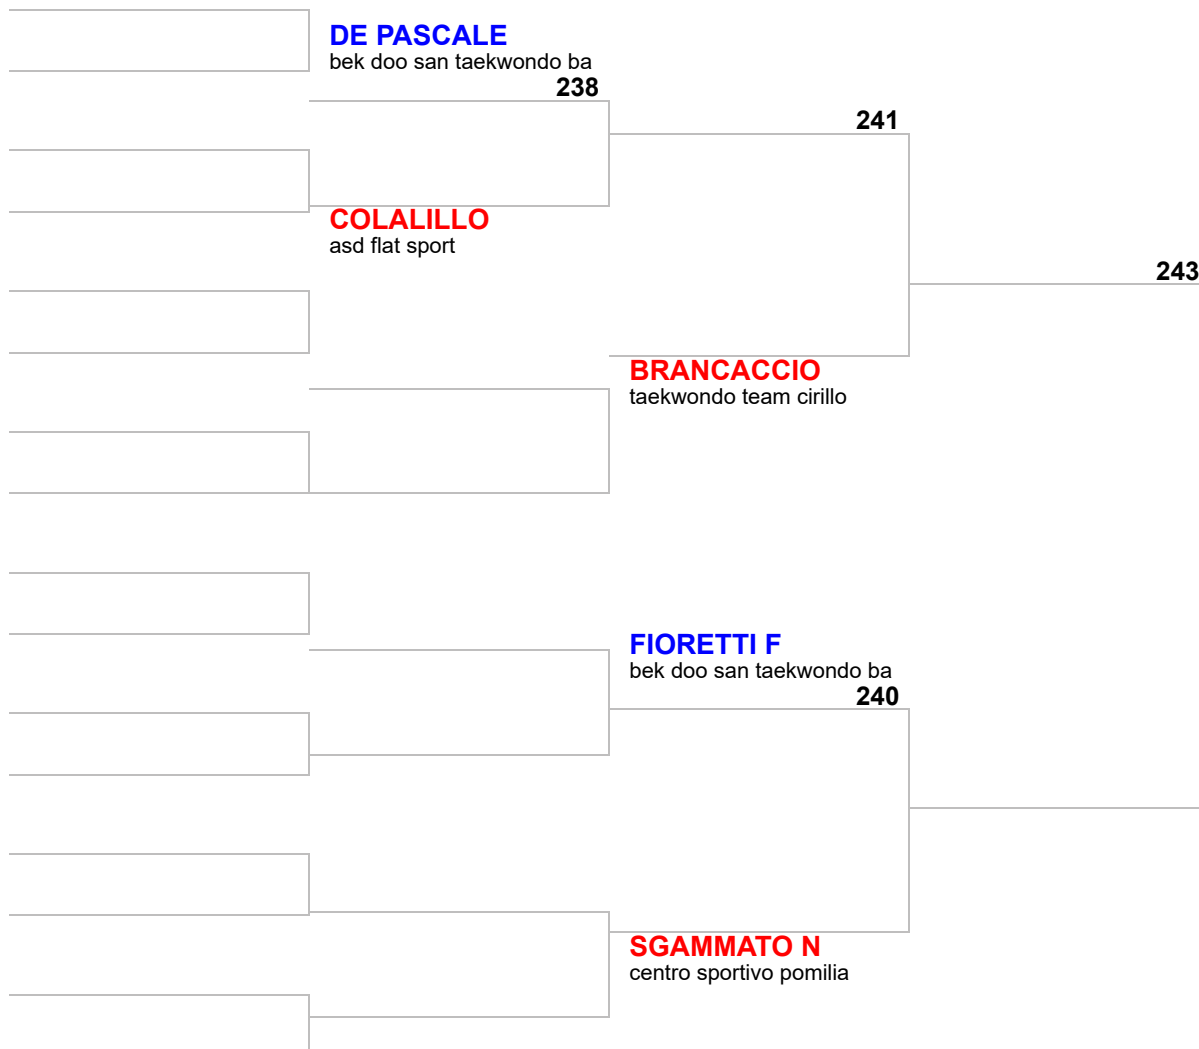 DE PASCALE
bek doo san taekwondo ba
238
241
COLALILLO
asd flat sport
243
BRANCACCIO
taekwondo team cirillo
FIORETTI F
bek doo san taekwondo ba
240
SGAMMATO N
centro sportivo pomilia